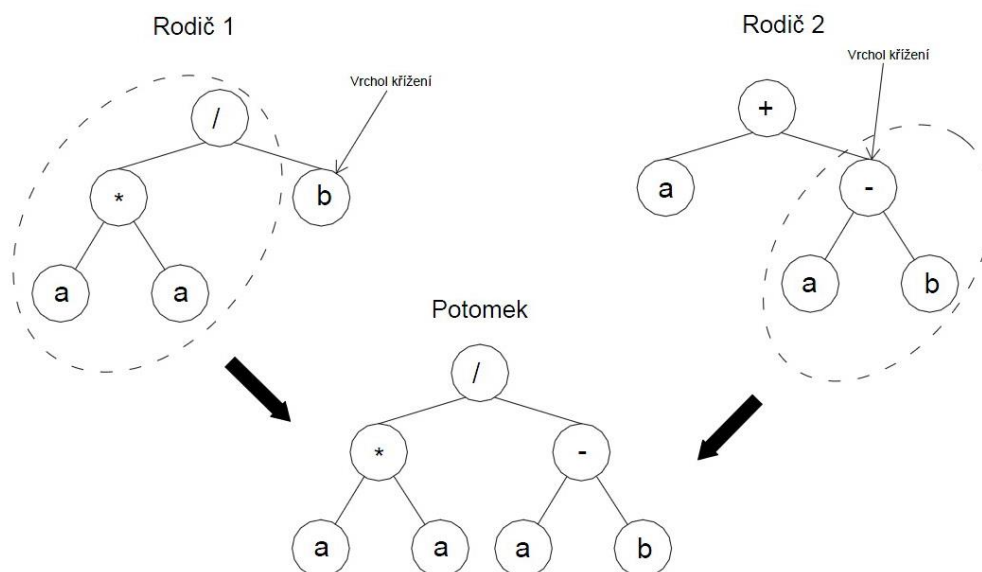 Rodič 1
Rodič 2
Vrchol křížení
Vrchol křížení
/
+
*
b
a
-
a
a
a
b
Potomek
/
*
-
a
a
a
b